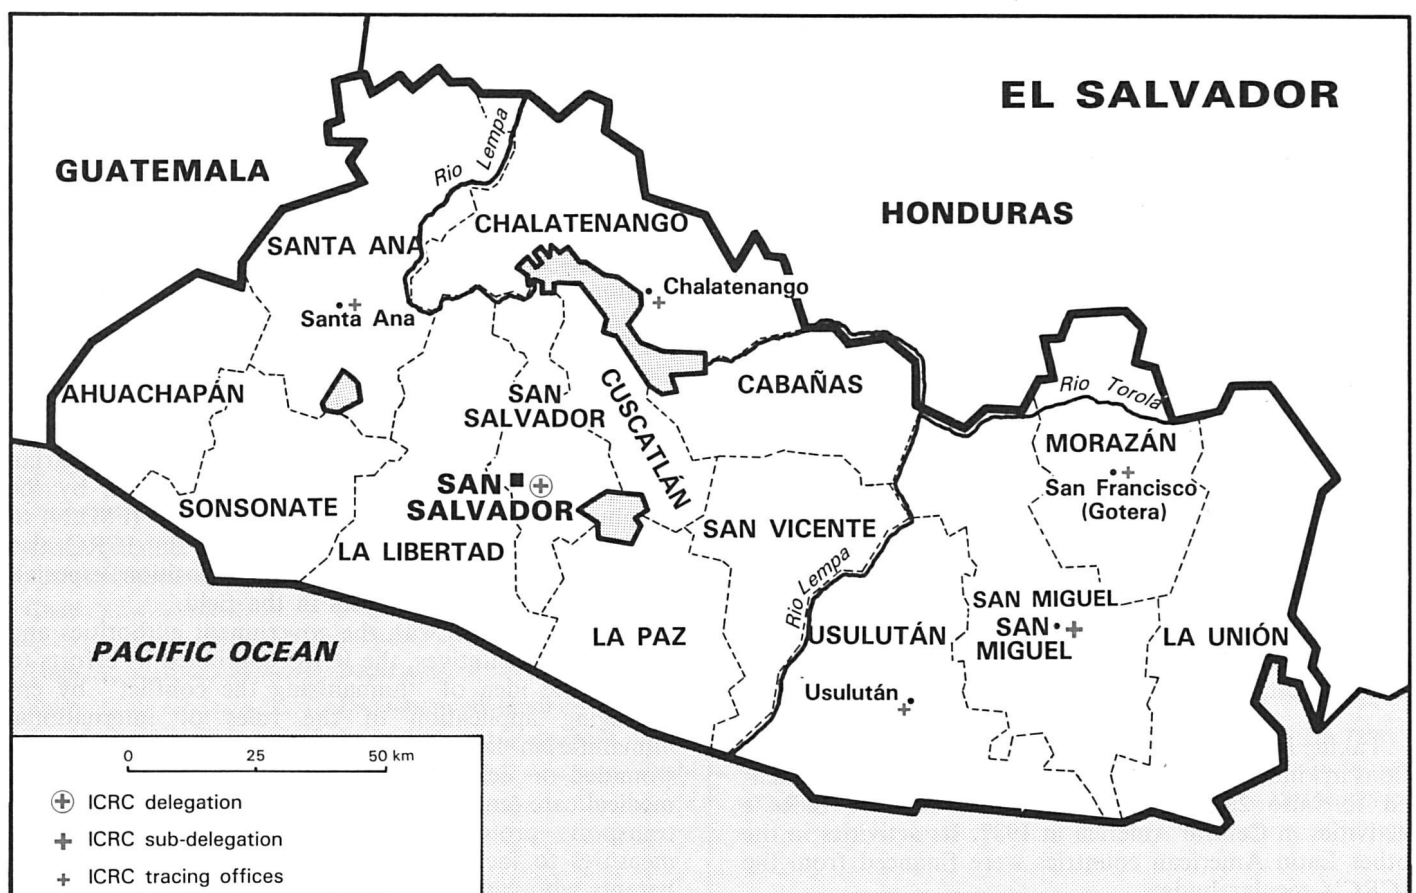 EL SALVADOR
GUATEMALA
HONDURAS
Rio Lempa
CHALATENANGO
SANTA ANA
Chalatenango
Santa Ana
AHUACHAPÁN
CABAÑAS
SAN
SALVADOR
CUSCATLÁN
Rio Torola
MORAZÁN
San Francisco
(Gotera)
SAN
SALVADOR
SONSONATE
LA LIBERTAD
SAN VICENTE
Rio Lempa
SAN MIGUEL
SAN
MIGUEL
LA PAZ
USULUTÁN
LA UNIÓN
Usulután
PACIFIC OCEAN
0 25 50 km
ICRC delegation
ICRC sub-delegation
ICRC tracing offices